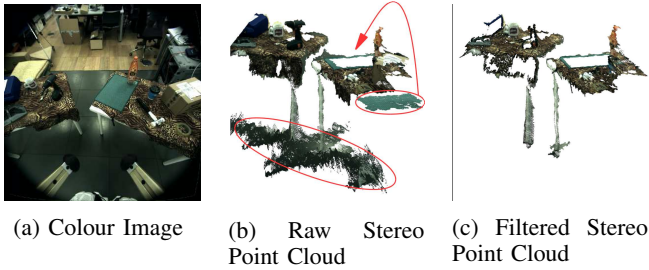 (a) Colour Image
(b) Raw Stereo
Point Cloud
(c) Filtered Stereo
Point Cloud